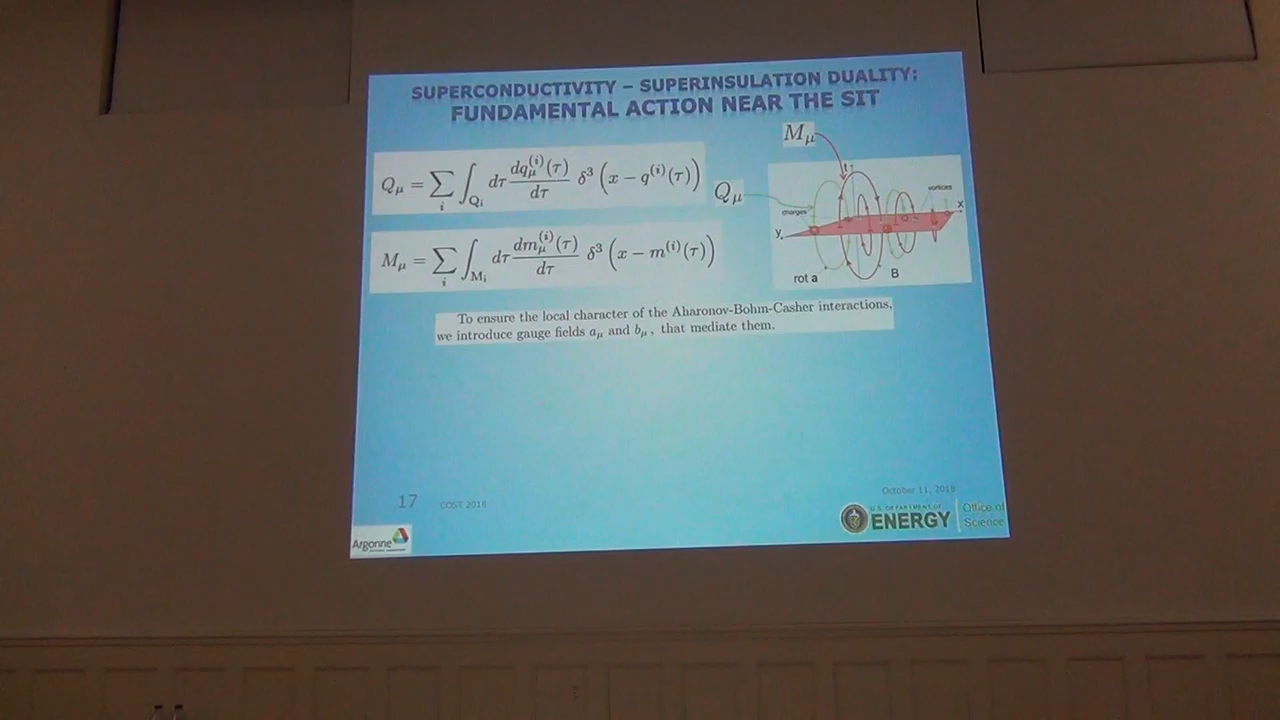 SUPERCONDUCTIVITY – SUPERINSULATION DUALITY:
FUNDAMENTAL ACTION NEAR THE SIT
Q_μ = ∑_i ∫_{Q_i} dτ dq_μ^{(i)}(τ)/dτ δ³ (x − q^{(i)}(τ))
M_μ = ∑_i ∫_{M_i} dτ dm_μ^{(i)}(τ)/dτ δ³ (x − m^{(i)}(τ))
M_μ
Q_μ
t
vortices
charges
x
y
rot a
B
To ensure the local character of the Aharonov-Bohm-Casher interactions,
we introduce gauge fields a_μ and b_μ, that mediate them.
17
COST 2016
October 11, 2016
Argonne
U.S. DEPARTMENT OF
ENERGY
Office of
Science